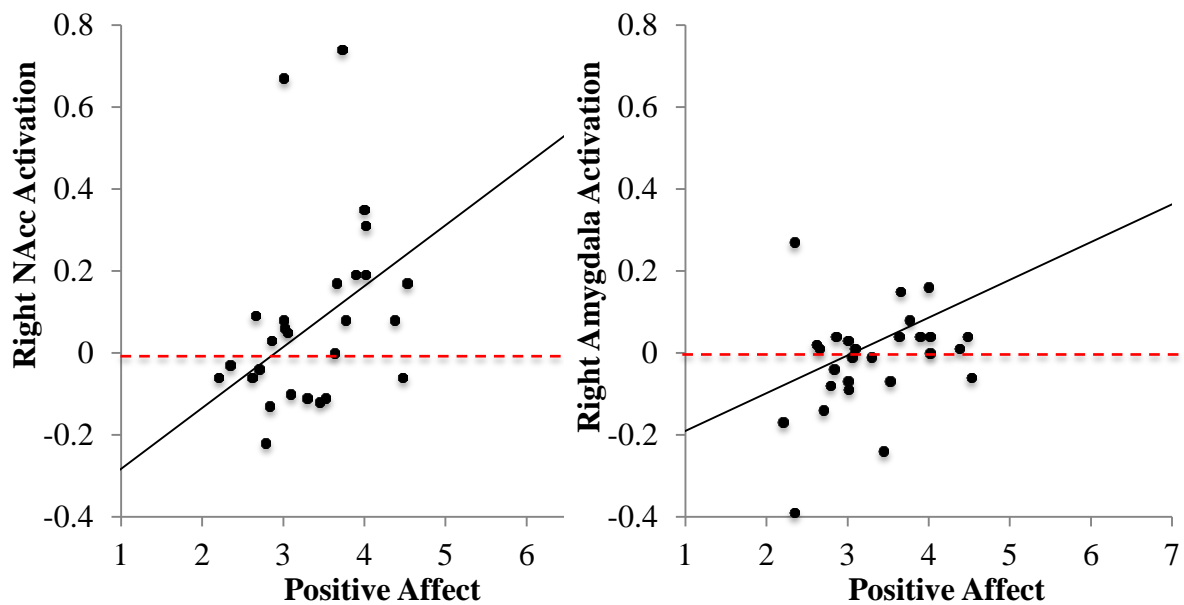 Right NAcc Activation
0.8
0.6
0.4
0.2
0
-0.2
-0.4
1 2 3 4 5 6
Positive Affect
Right Amygdala Activation
0.8
0.6
0.4
0.2
0
-0.2
-0.4
1 2 3 4 5 6 7
Positive Affect